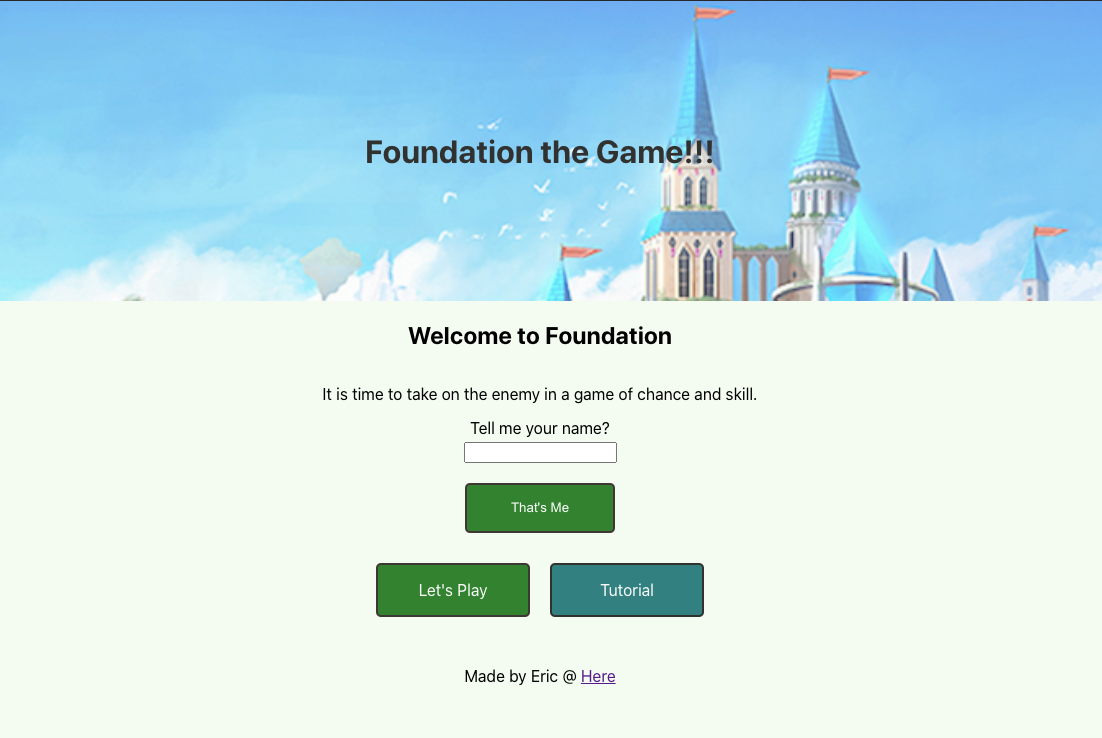 Foundation the Game!!!
Welcome to Foundation
It is time to take on the enemy in a game of chance and skill.
Tell me your name?
That's Me
Let's Play
Tutorial
Made by Eric @ Here